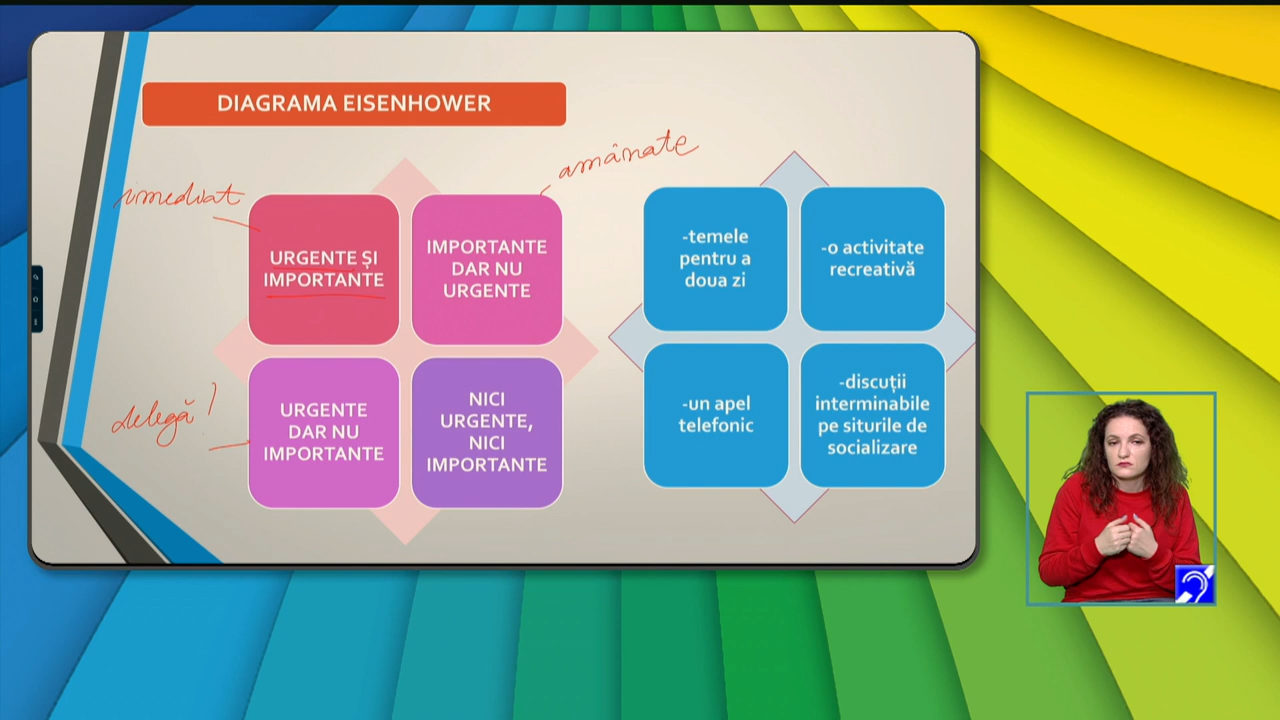 DIAGRAMA EISENHOWER
amânate
imediat
URGENTE ȘI
IMPORTANTE
IMPORTANTE
DAR NU
URGENTE
delegă!
URGENTE
DAR NU
IMPORTANTE
NICI
URGENTE,
NICI
IMPORTANTE
-temele
pentru a
doua zi
-o activitate
recreativă
-un apel
telefonic
-discuții
interminabile
pe siturile de
socializare